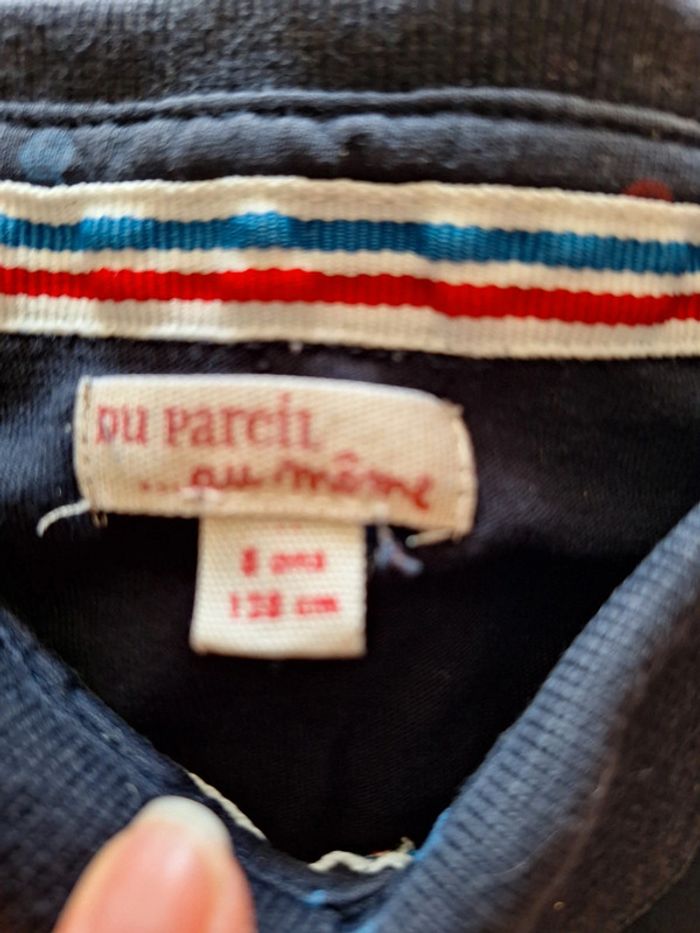 DU PAREIL
...au même
8 ans
128 cm